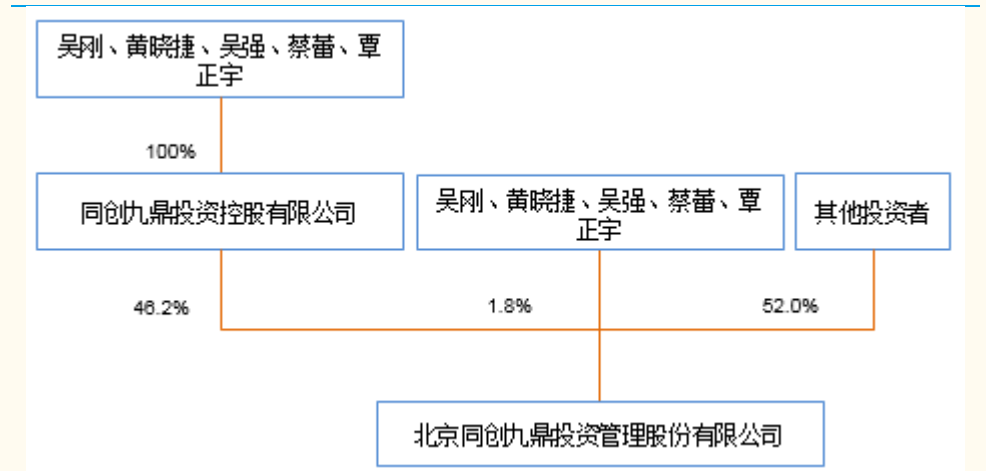 吴刚、黄晓捷、吴强、蔡蕾、覃
正宇
100%
同创九鼎投资控股有限公司
吴刚、黄晓捷、吴强、蔡蕾、覃
正宇
其他投资者
46.2%
1.8%
52.0%
北京同创九鼎投资管理股份有限公司